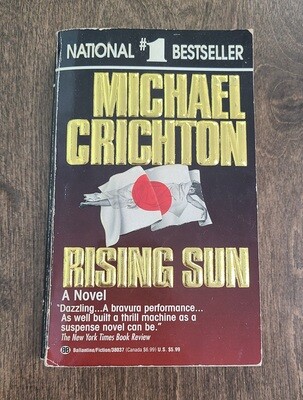 NATIONAL #1 BESTSELLER
MICHAEL
CRICHTON
RISING SUN
A Novel
"Dazzling...A bravura performance...
As well built a thrill machine as a
suspense novel can be."
The New York Times Book Review
BB Ballantine/Fiction/38037 (Canada $6.99) U.S. $5.99